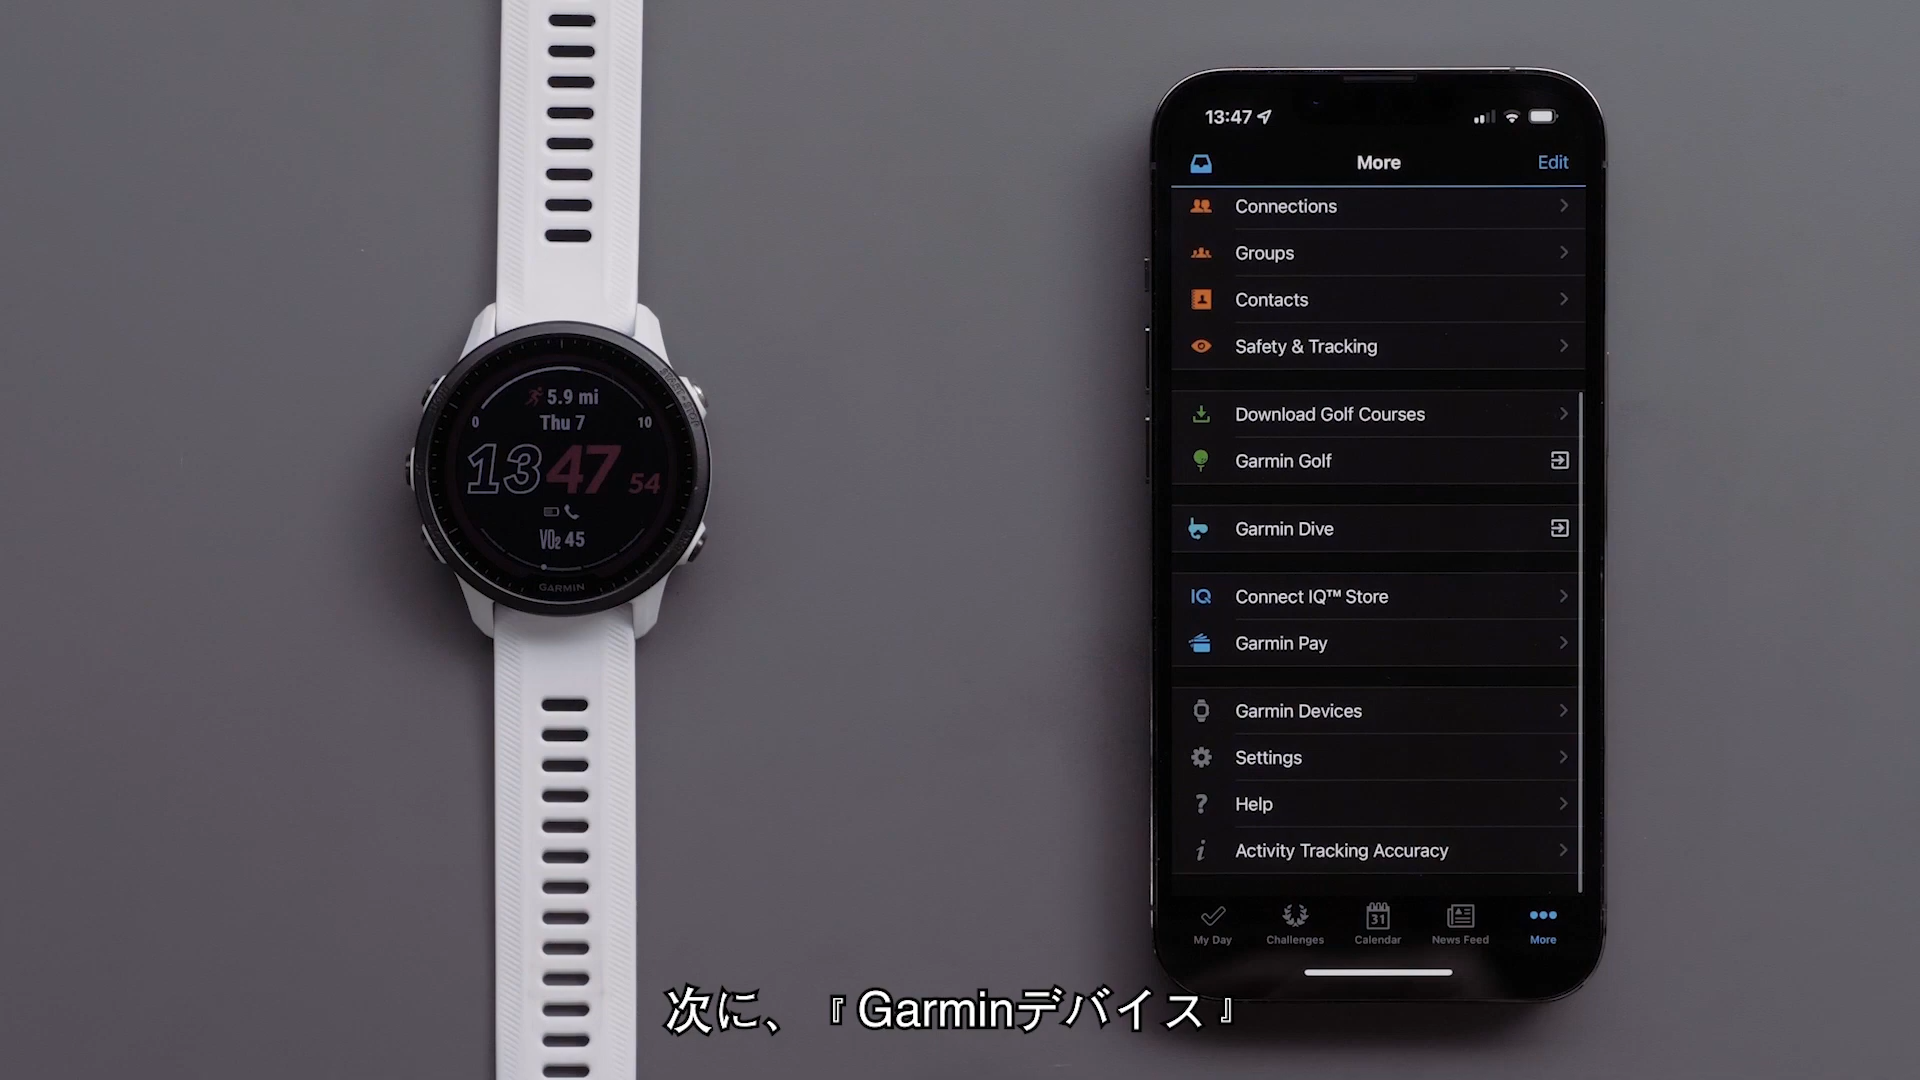 5.9 mi
Thu 7
0
10
13 47 54
VO₂ 45
GARMIN
13:47
More
Edit
Connections
Groups
Contacts
Safety & Tracking
Download Golf Courses
Garmin Golf
Garmin Dive
IQ Connect IQ™ Store
Garmin Pay
Garmin Devices
Settings
? Help
i Activity Tracking Accuracy
31
My Day
Challenges
Calendar
News Feed
More
次に、『Garminデバイス』